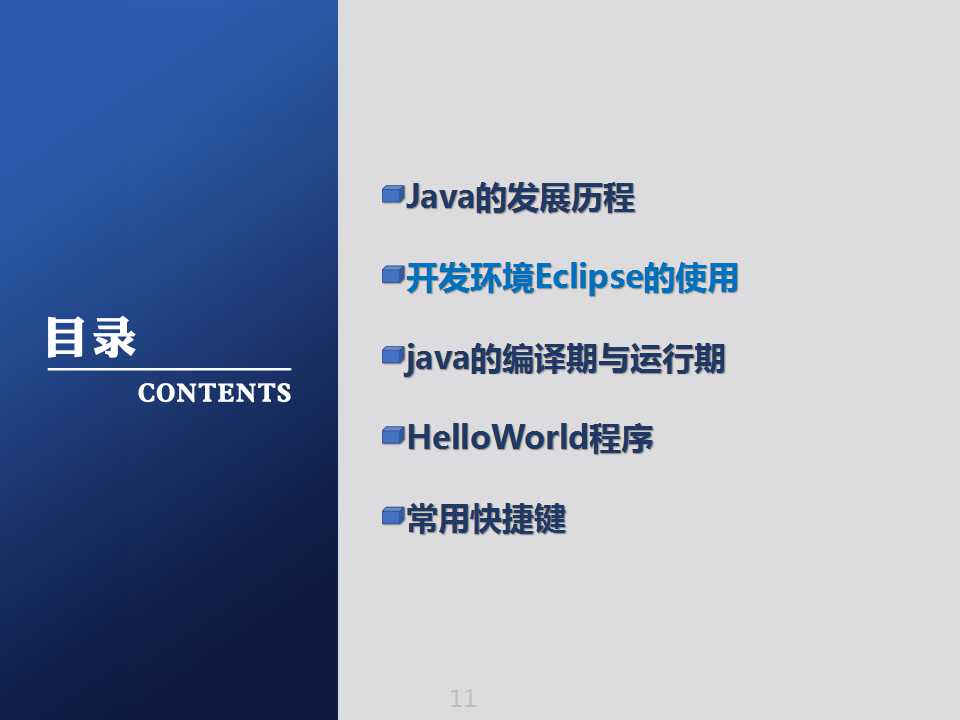 目录
CONTENTS
Java的发展历程
开发环境Eclipse的使用
java的编译期与运行期
HelloWorld程序
常用快捷键
11